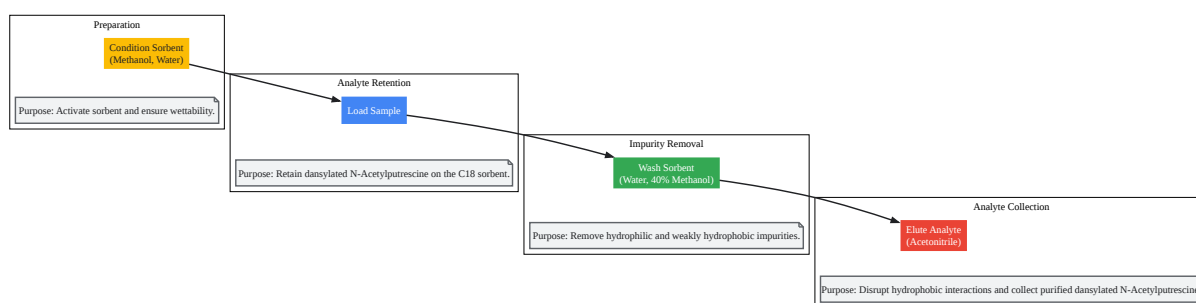 Preparation
Condition Sorbent
(Methanol, Water)
Purpose: Activate sorbent and ensure wettability.
Analyte Retention
Load Sample
Purpose: Retain dansylated N-Acetylputrescine on the C18 sorbent.
Impurity Removal
Wash Sorbent
(Water, 40% Methanol)
Purpose: Remove hydrophilic and weakly hydrophobic impurities.
Analyte Collection
Elute Analyte
(Acetonitrile)
Purpose: Disrupt hydrophobic interactions and collect purified dansylated N-Acetylputrescine